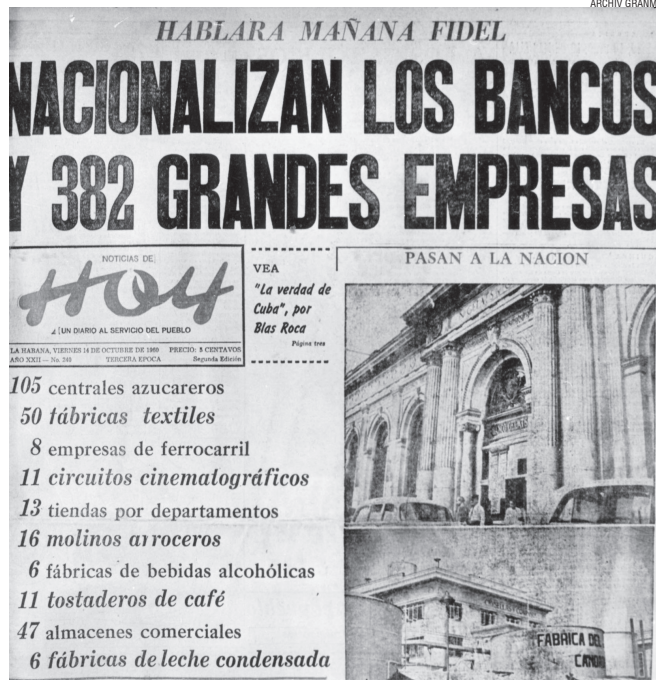 ARCHIV GRANM
HABLARA MAÑANA FIDEL
NACIONALIZAN LOS BANCOS
Y 382 GRANDES EMPRESAS
NOTICIAS DE
HOY
UN DIARIO AL SERVICIO DEL PUEBLO
LA HABANA, VIERNES 14 DE OCTUBRE DE 1960 PRECIO: 5 CENTAVOS
AÑO XXII — No. 240 TERCERA EPOCA Segunda Edición
VEA
"La verdad de
Cuba", por
Blas Roca
Página tres
PASAN A LA NACION
105 centrales azucareros
50 fábricas textiles
8 empresas de ferrocarril
11 circuitos cinematográficos
13 tiendas por departamentos
16 molinos arroceros
6 fábricas de bebidas alcohólicas
11 tostaderos de café
47 almacenes comerciales
6 fábricas de leche condensada
FABRICA DEL